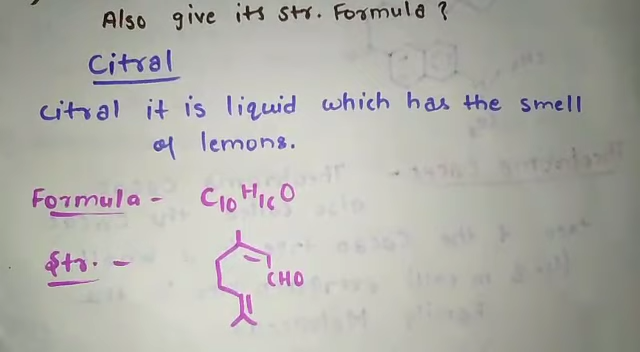 Also give its str. Formula ?
Citral
Citral it is liquid which has the smell
of lemons.
Formula - C10H16O
Str. -
CHO